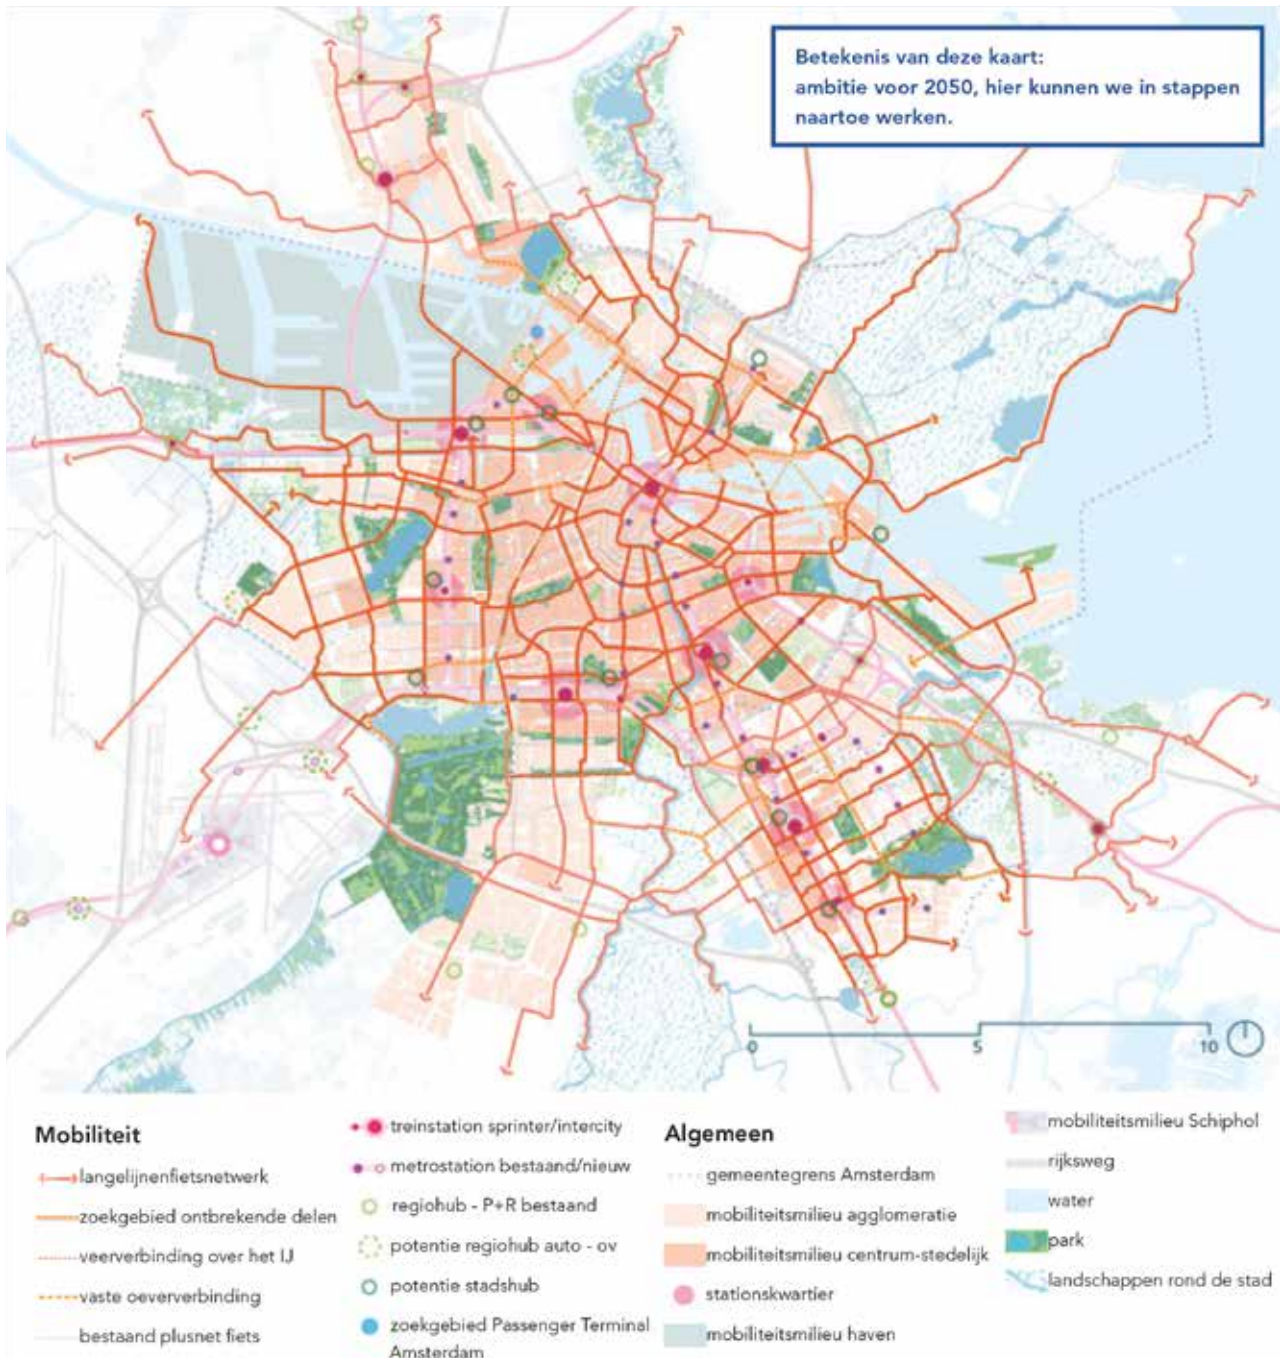 Betekenis van deze kaart:
ambitie voor 2050, hier kunnen we in stappen
naartoe werken.
0 5 10
Mobiliteit
langelijnenfietsnetwerk
zoekgebied ontbrekende delen
veerverbinding over het IJ
vaste oeververbinding
bestaand plusnet fiets
treinstation sprinter/intercity
metrostation bestaand/nieuw
regiohub - P+R bestaand
potentie regiohub auto - ov
potentie stadshub
zoekgebied Passenger Terminal
Amsterdam
Algemeen
gemeentegrens Amsterdam
mobiliteitsmilieu agglomeratie
mobiliteitsmilieu centrum-stedelijk
stationskwartier
mobiliteitsmilieu haven
mobiliteitsmilieu Schiphol
rijksweg
water
park
landschappen rond de stad